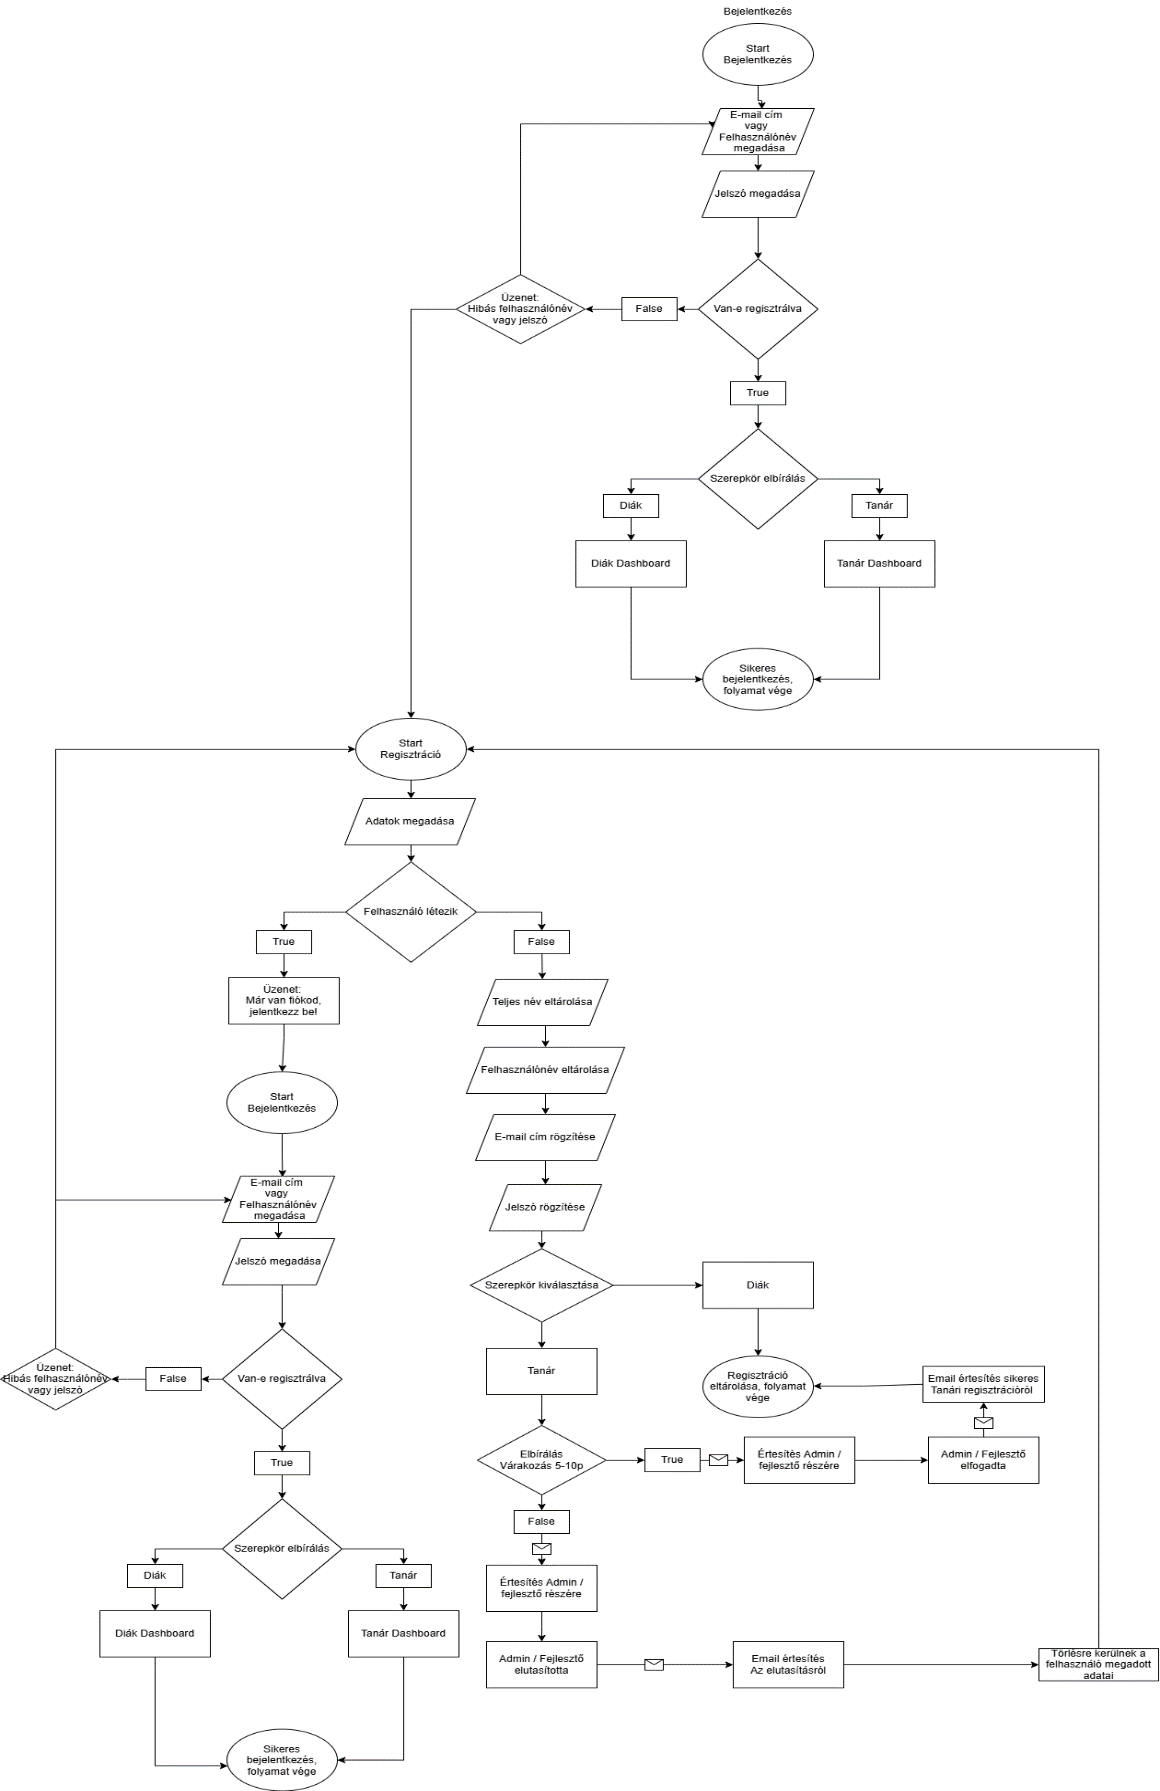 Bejelentkezés
Start
Bejelentkezés
E-mail cím
vagy
Felhasználónév
megadása
Jelszó megadása
Üzenet:
Hibás felhasználónév
vagy jelszó
False
Van-e regisztrálva
True
Szerepkör elbírálás
Diák
Tanár
Diák Dashboard
Tanár Dashboard
Sikeres
bejelentkezés,
folyamat vége
Start
Regisztráció
Adatok megadása
Felhasználó létezik
True
False
Üzenet:
Már van fiókod,
jelentkezz be!
Start
Bejelentkezés
E-mail cím
vagy
Felhasználónév
megadása
Jelszó megadása
Üzenet:
Hibás felhasználónév
vagy jelszó
False
Van-e regisztrálva
True
Szerepkör elbírálás
Diák
Tanár
Diák Dashboard
Tanár Dashboard
Sikeres
bejelentkezés,
folyamat vége
Teljes név eltárolása
Felhasználónév eltárolása
E-mail cím rögzítése
Jelszó rögzítése
Szerepkör kiválasztása
Diák
Tanár
Regisztráció
eltárolása, folyamat
vége
Email értesítés sikeres
Tanári regisztrációról
Elbírálás
Várakozás 5-10p
True
Értesítés Admin /
fejlesztő részére
Admin / Fejlesztő
elfogadta
False
Értesítés Admin /
fejlesztő részére
Admin / Fejlesztő
elutasította
Email értesítés
Az elutasításról
Törlésre kerülnek a
felhasználó megadott
adatai